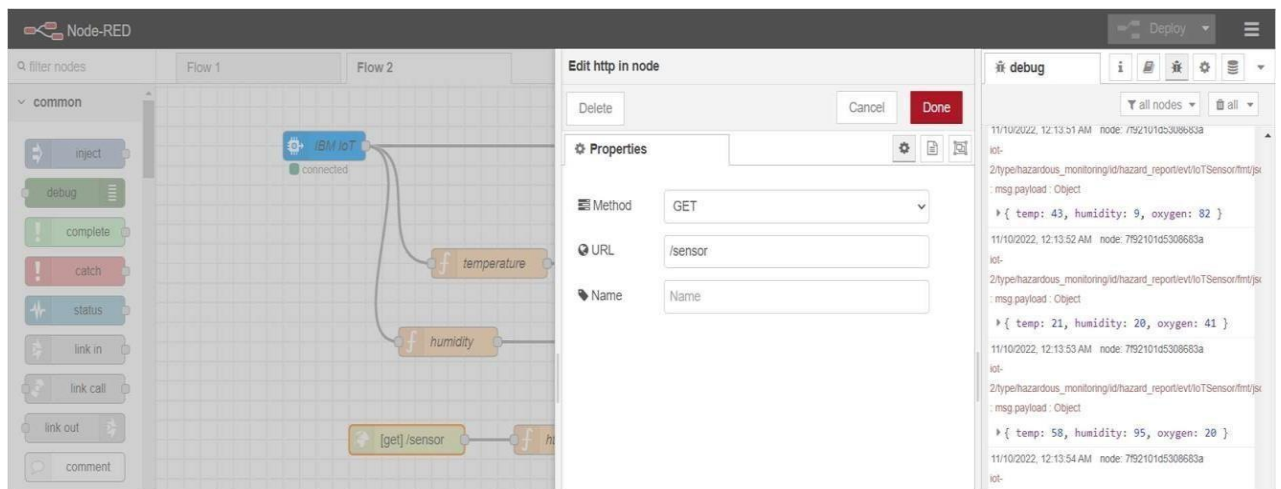 Node-RED
Deploy
filter nodes
Flow 1
Flow 2
common
inject
debug
complete
catch
status
link in
link call
link out
comment
IBM IoT
connected
temperature
humidity
[get] /sensor
Edit http in node
Delete
Cancel
Done
Properties
Method
GET
URL
/sensor
Name
Name
debug
i
all nodes
all
11/10/2022, 12:13:51 AM node: 7f92101d5308683a
iot-
2/type/hazardous_monitoring/id/hazard_report/evt/IoTSensor/fmt/jso
: msg.payload : Object
{ temp: 43, humidity: 9, oxygen: 82 }
11/10/2022, 12:13:52 AM node: 7f92101d5308683a
iot-
2/type/hazardous_monitoring/id/hazard_report/evt/IoTSensor/fmt/jso
: msg.payload : Object
{ temp: 21, humidity: 20, oxygen: 41 }
11/10/2022, 12:13:53 AM node: 7f92101d5308683a
iot-
2/type/hazardous_monitoring/id/hazard_report/evt/IoTSensor/fmt/jso
: msg.payload : Object
{ temp: 58, humidity: 95, oxygen: 20 }
11/10/2022, 12:13:54 AM node: 7f92101d5308683a
iot-